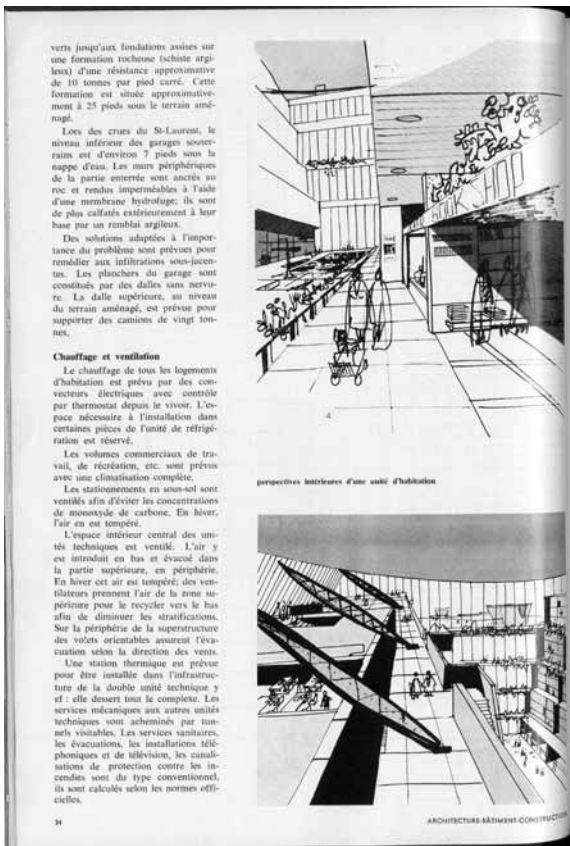 verts jusqu'aux fondations assises sur
une formation rocheuse (schiste argi-
leux) d'une résistance approximative
de 10 tonnes par pied carré. Cette
formation est située approximative-
ment à 25 pieds sous le terrain amé-
nagé.
Lors des crues du St-Laurent, le
niveau inférieur des garages souter-
rains est d'environ 7 pieds sous la
nappe d'eau. Les murs périphériques
de la partie enterrée sont ancrés au
roc et rendus imperméables à l'aide
d'une membrane hydrofuge; ils sont
de plus calfatés extérieurement à leur
base par un remblai argileux.
Des solutions adaptées à l'impor-
tance du problème sont prévues pour
remédier aux infiltrations sous-jacen-
tes. Les planchers du garage sont
constitués par des dalles sans nervu-
re. La dalle supérieure, au niveau
du terrain aménagé, est prévue pour
supporter des camions de vingt ton-
nes.
Chauffage et ventilation
Le chauffage de tous les logements
d'habitation est prévu par des con-
vecteurs électriques avec contrôle
par thermostat depuis le vivoir. L'es-
pace nécessaire à l'installation dans
certaines pièces de l'unité de réfrigé-
ration est réservé.
Les volumes commerciaux de tra-
vail, de récréation, etc. sont prévus
avec une climatisation complète.
Les stationnements en sous-sol sont
ventilés afin d'éviter les concentrations
de monoxyde de carbone. En hiver,
l'air en est tempéré.
L'espace intérieur central des uni-
tés techniques est ventilé. L'air y
est introduit en bas et évacué dans
la partie supérieure, en périphérie.
En hiver cet air est tempéré; des ven-
tilateurs prennent l'air de la zone su-
périeure pour le recycler vers le bas
afin de diminuer les stratifications.
Sur la périphérie de la superstructure
des volets orientables assurent l'éva-
cuation selon la direction des vents.
Une station thermique est prévue
pour être installée dans l'infrastruc-
ture de la double unité technique y
ef : elle dessert tout le complexe. Les
services mécaniques aux autres unités
techniques sont acheminés par tun-
nels visitables. Les services sanitaires,
les évacuations, les installations télé-
phoniques et de télévision, les canali-
sations de protection contre les in-
cendies sont du type conventionnel,
ils sont calculés selon les normes offi-
cielles.
34
4
perspectives intérieures d'une unité d'habitation
ARCHITECTURE-BÂTIMENT-CONSTRUCTION